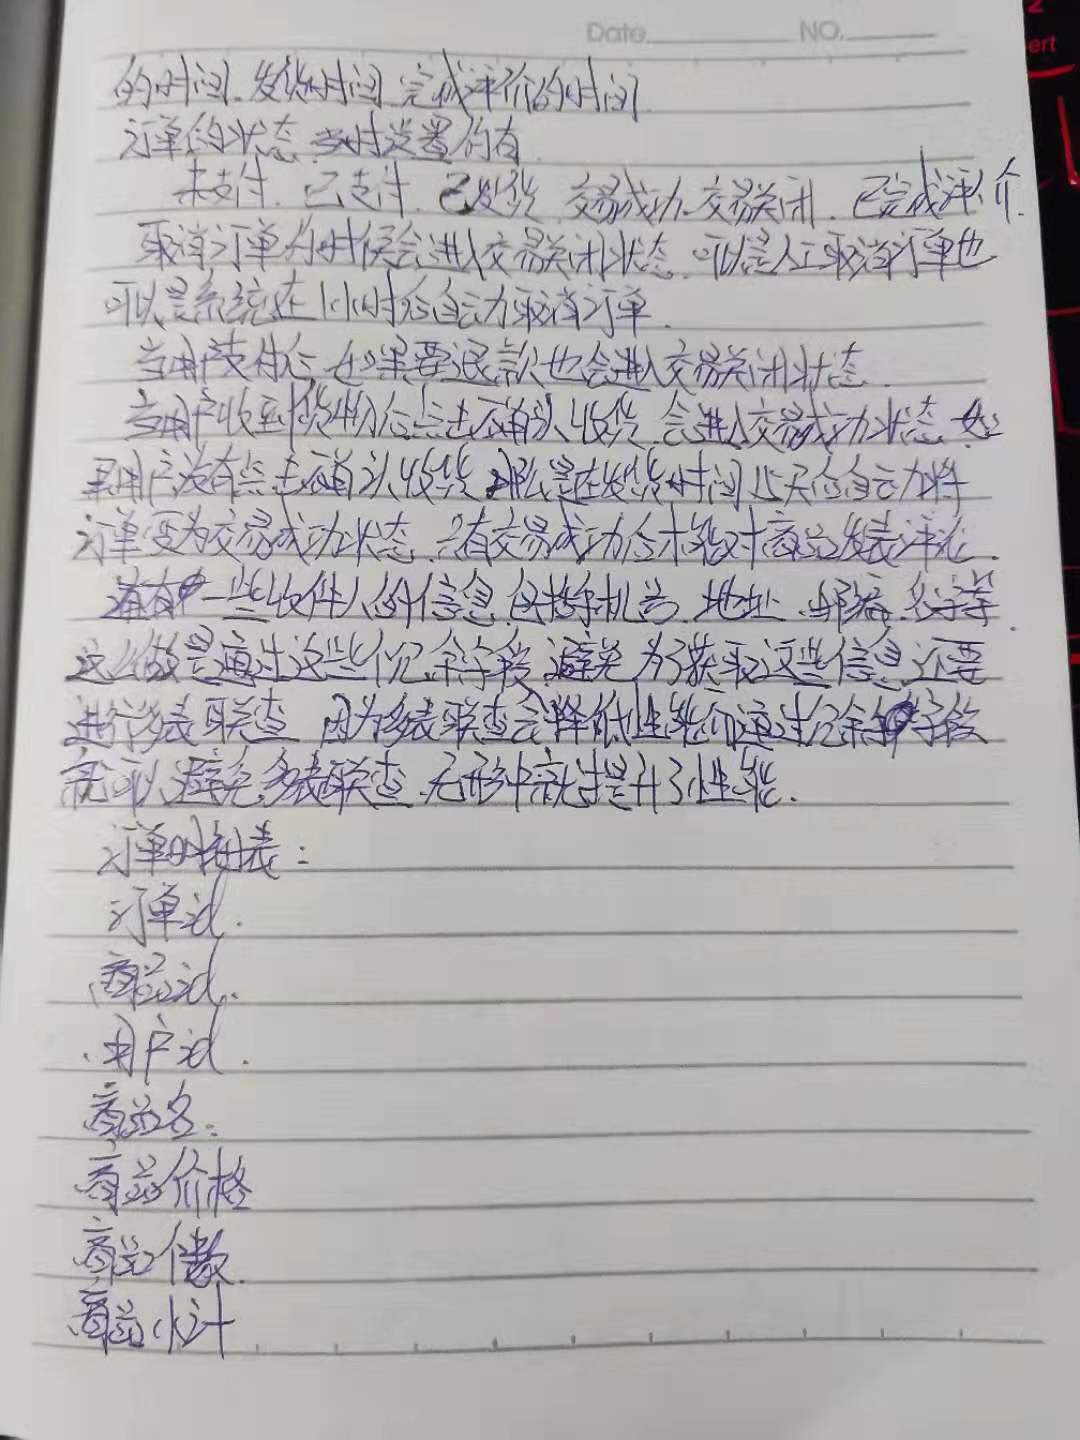 Date NO.
ert
的时间、发货时间、完成评价的时间
订单的状态、当时设置的有
未支付、已支付、已发货、交易成功、交易关闭、已完成评价.
取消订单的时候会进入交易关闭状态、可以是人工取消订单也
可以是系统在1小时后自动取消订单.
当用户支付后、如果要退款、也会进入交易关闭状态.
当用户收到货物后点击确认收货、会进入交易成功状态、如
果用户没有点击确认收货、那么是在发货时间15天后自动将
订单变为交易成功状态、只有交易成功后才能对商品发表评论.
还有一些收件人的信息、包括手机号、地址、邮编、名字等.
这么做是通过这些冗余字段、避免为了获取这些信息还要
进行多表联查、因为多表联查会降低性能、而通过冗余字段
就可以避免多表联查、无形中就提升了性能.
订单明细表：
订单id.
商品id.
用户id.
商品名.
商品价格
商品个数.
商品小计